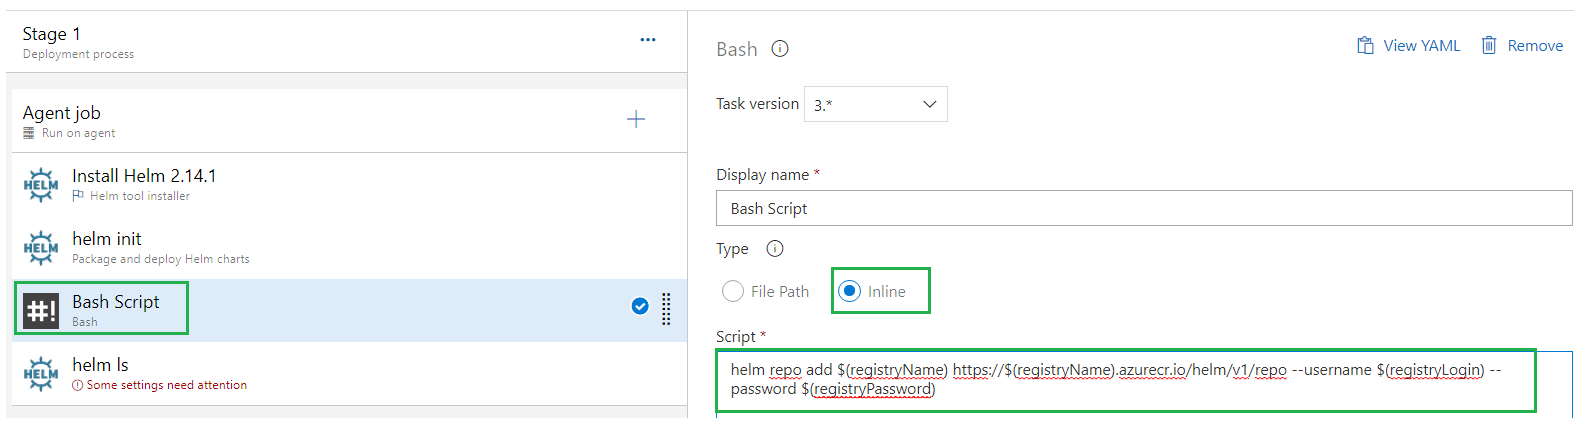 Stage 1
Deployment process
...
Agent job
Run on agent
HELM
Install Helm 2.14.1
Helm tool installer
HELM
helm init
Package and deploy Helm charts
#!
Bash Script
Bash
HELM
helm ls
Some settings need attention
Bash
View YAML
Remove
Task version
3.*
Display name *
Bash Script
Type
File Path
Inline
Script *
helm repo add $(registryName) https://$(registryName).azurecr.io/helm/v1/repo --username $(registryLogin) --
password $(registryPassword)